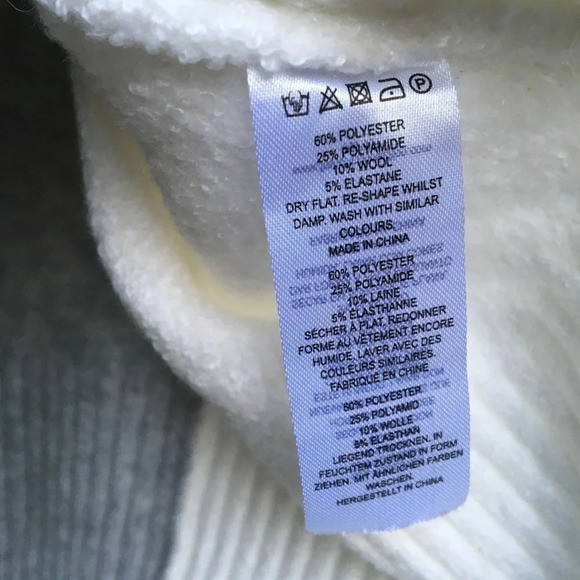 P
60% POLYESTER
25% POLYAMIDE
10% WOOL
5% ELASTANE
DRY FLAT. RE-SHAPE WHILST
DAMP. WASH WITH SIMILAR
COLOURS.
MADE IN CHINA
60% POLYESTER
25% POLYAMIDE
10% LAINE
5% ÉLASTHANNE
SÉCHER À PLAT, REDONNER
FORME AU VÊTEMENT ENCORE
HUMIDE, LAVER AVEC DES
COULEURS SIMILAIRES.
FABRIQUÉ EN CHINE
60% POLYESTER
25% POLYAMID
10% WOLLE
5% ELASTHAN
LIEGEND TROCKNEN. IN
FEUCHTEM ZUSTAND IN FORM
ZIEHEN. MIT ÄHNLICHEN FARBEN
WASCHEN.
HERGESTELLT IN CHINA